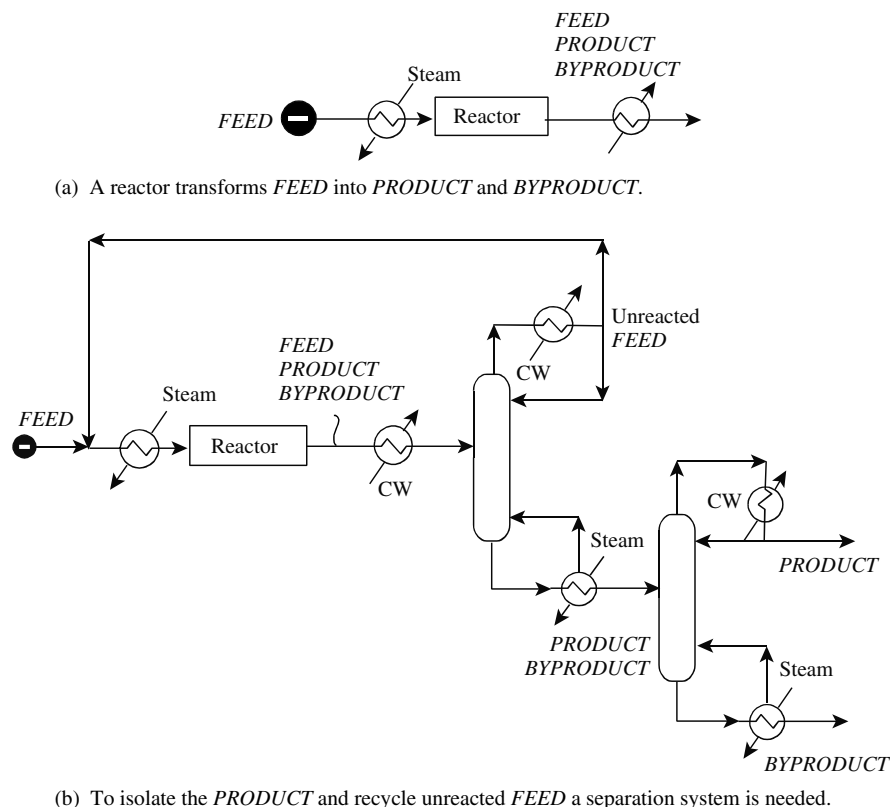 FEED
PRODUCT
BYPRODUCT
Steam
FEED
Reactor
(a) A reactor transforms FEED into PRODUCT and BYPRODUCT.
Unreacted
FEED
CW
FEED
PRODUCT
BYPRODUCT
Steam
FEED
Reactor
CW
CW
Steam
PRODUCT
PRODUCT
BYPRODUCT
Steam
BYPRODUCT
(b) To isolate the PRODUCT and recycle unreacted FEED a separation system is needed.